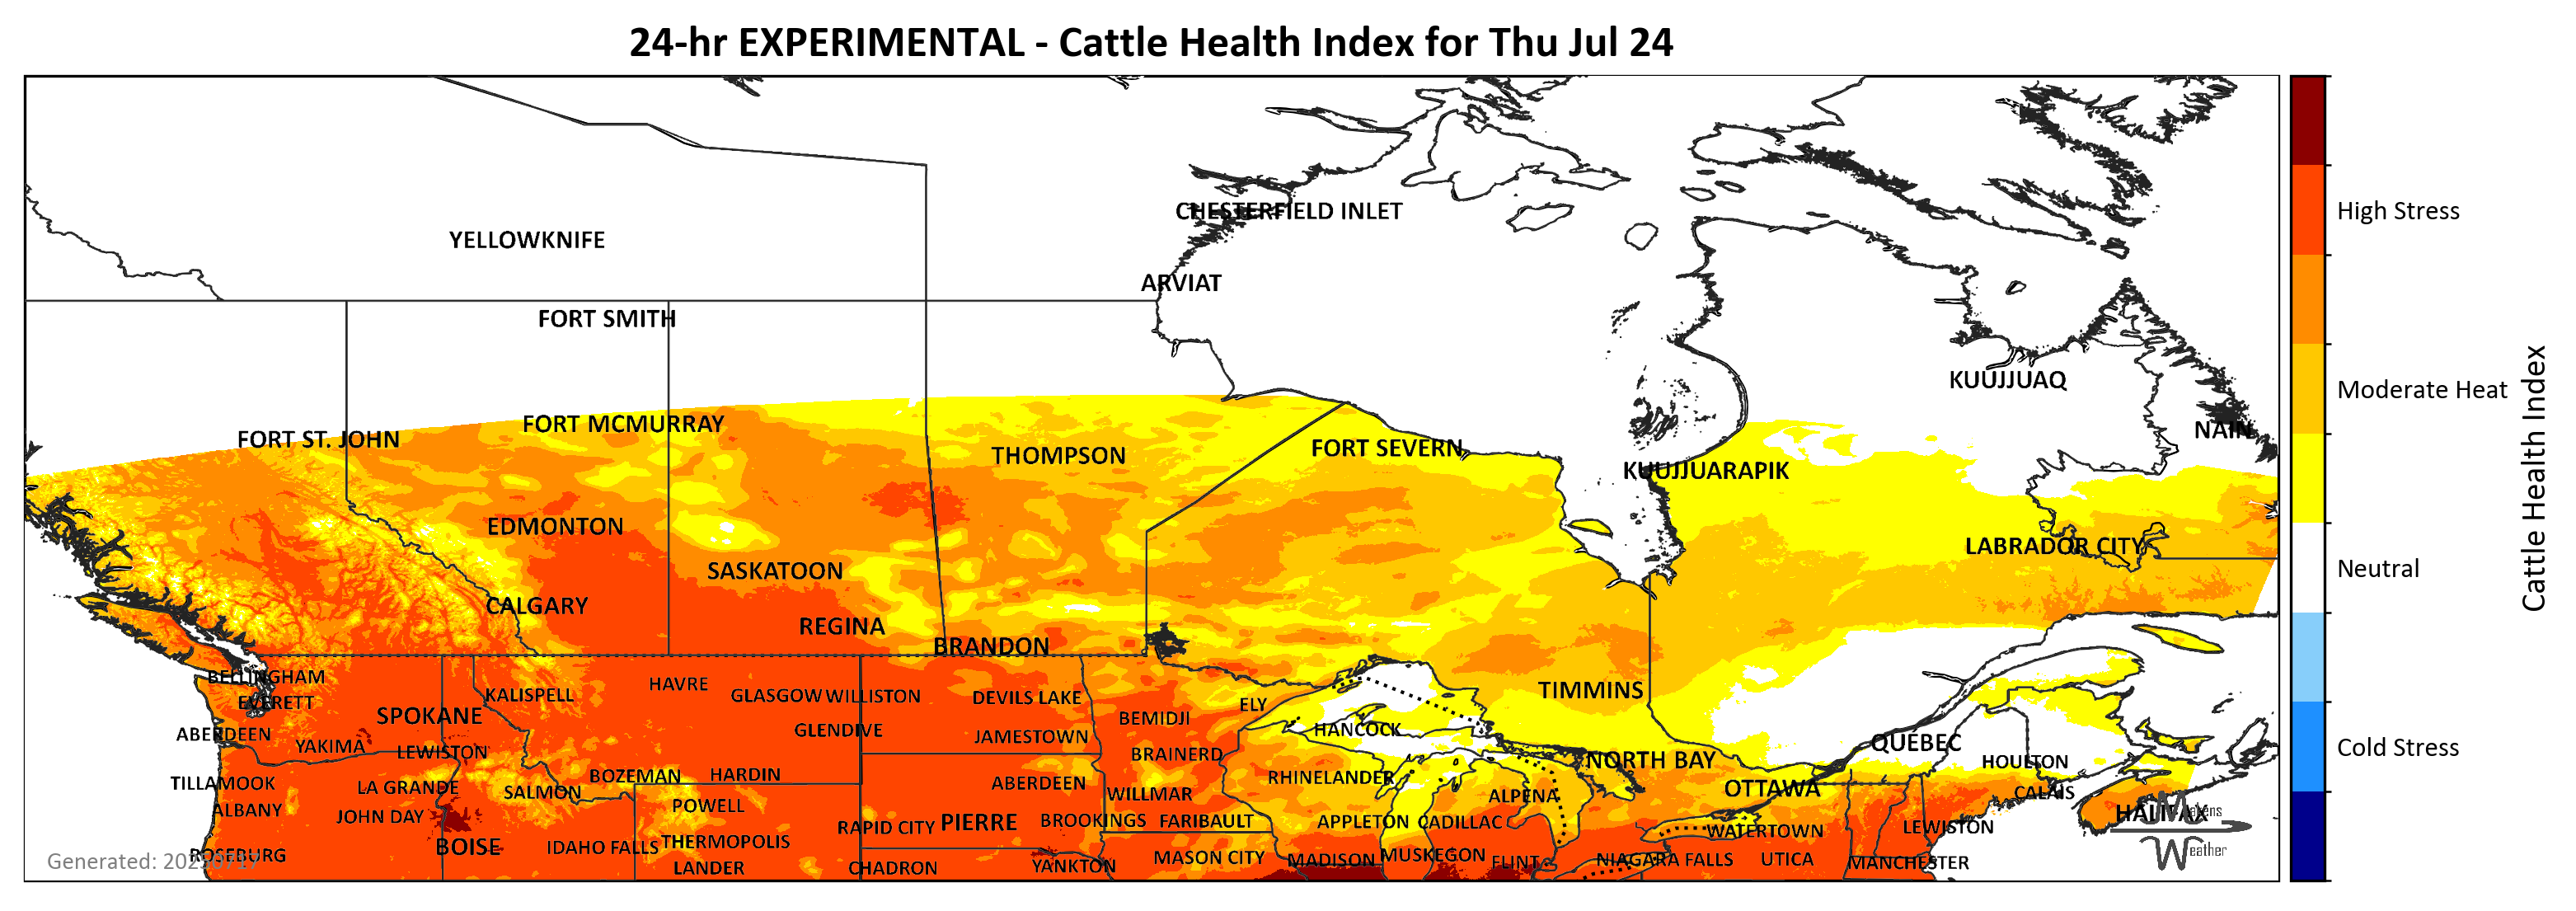 24-hr EXPERIMENTAL - Cattle Health Index for Thu Jul 24
CHESTERFIELD INLET
High Stress
YELLOWKNIFE
ARVIAT
FORT SMITH
KUUJJUAQ
Moderate Heat
FORT MCMURRAY
NAIN
FORT ST. JOHN
THOMPSON
FORT SEVERN
KUUJJUARAPIK
Cattle Health Index
EDMONTON
LABRADOR CITY
SASKATOON
Neutral
CALGARY
REGINA
BRANDON
BELLINGHAM
HAVRE
KALISPELL
GLASGOW
WILLISTON
DEVILS LAKE
TIMMINS
EVERETT
ELY
SPOKANE
BEMIDJI
ABERDEEN
GLENDIVE
JAMESTOWN
HANCOCK
QUÉBEC
YAKIMA
LEWISTON
BRAINERD
NORTH BAY
HOULTON
Cold Stress
TILLAMOOK
LA GRANDE
BOZEMAN
HARDIN
ABERDEEN
RHINELANDER
OTTAWA
SALMON
WILLMAR
ALPENA
CALAIS
ALBANY
JOHN DAY
POWELL
HALIFAX
Makens
Weather
RAPID CITY
PIERRE
BROOKINGS
FARIBAULT
APPLETON
CADILLAC
WATERTOWN
LEWISTON
BOISE
IDAHO FALLS
THERMOPOLIS
ROSEBURG
MASON CITY
MADISON
MUSKEGON
FLINT
NIAGARA FALLS
UTICA
MANCHESTER
LANDER
CHADRON
YANKTON